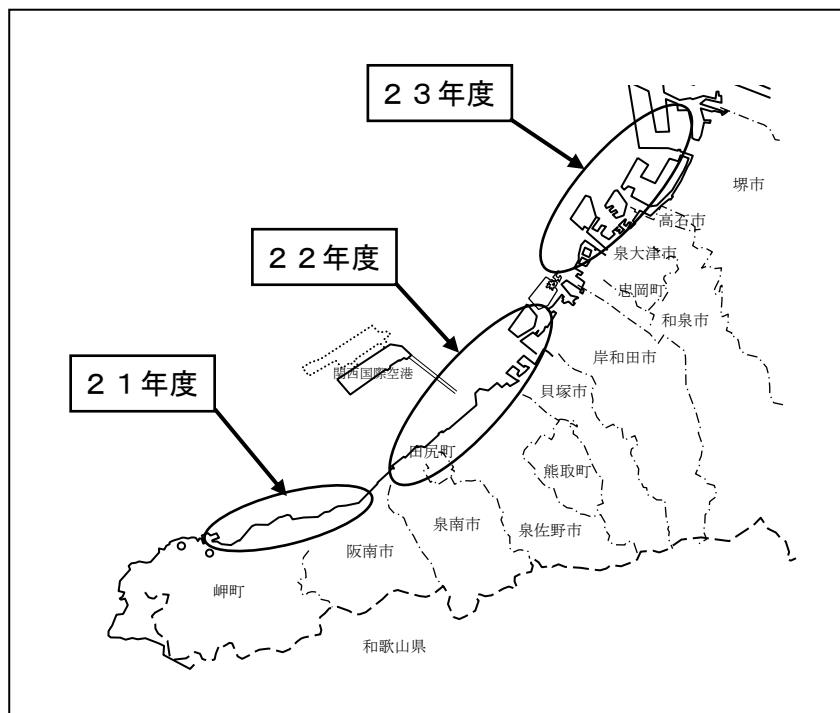 ２３年度
堺市
高石市
２２年度
泉大津市
忠岡町
和泉市
岸和田市
２１年度
関西国際空港
貝塚市
田尻町
熊取町
泉南市
泉佐野市
阪南市
岬町
和歌山県